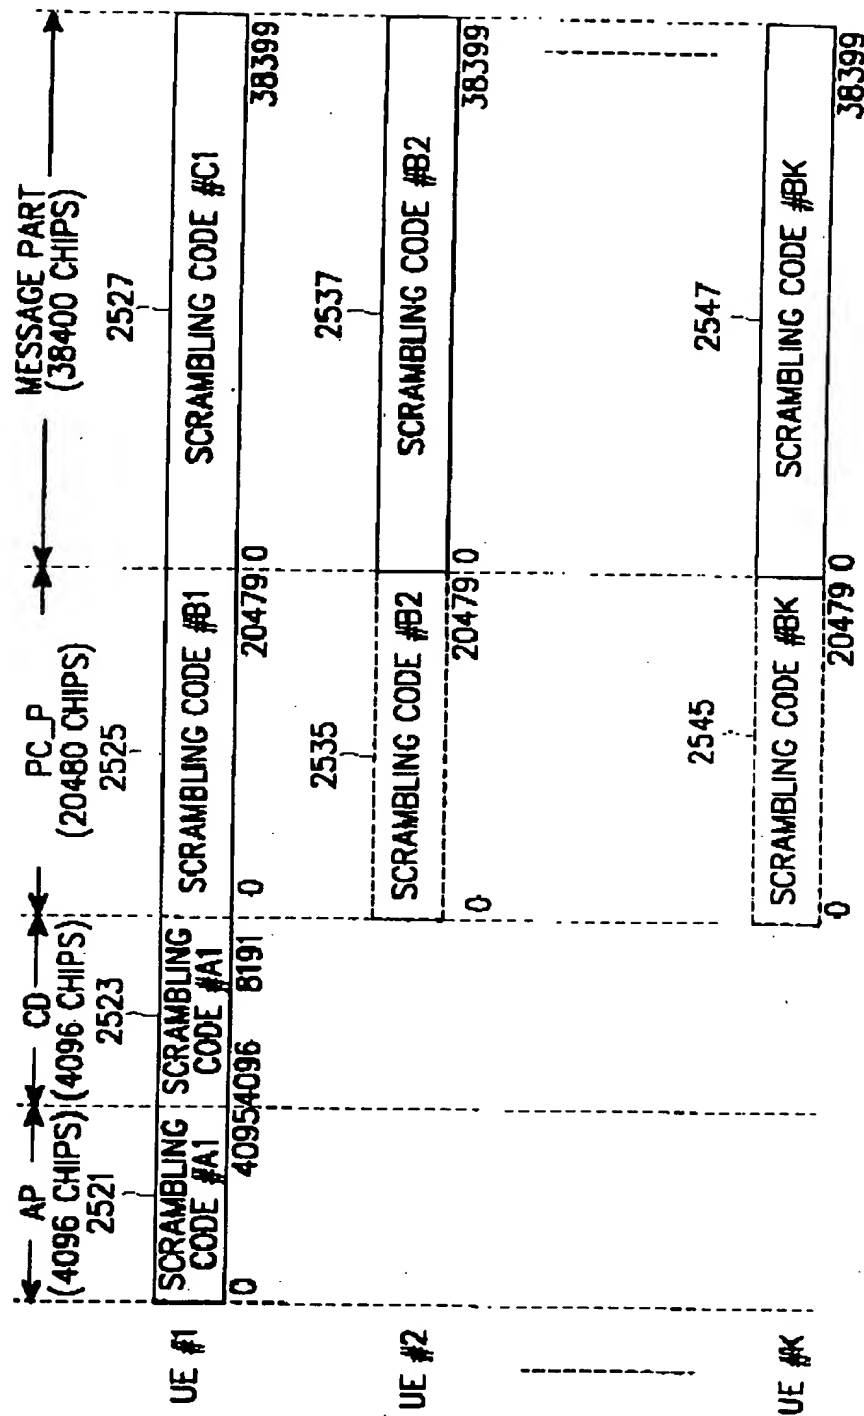 AP
CD
PC_P
MESSAGE PART
(4096 CHIPS)
(4096 CHIPS)
(20480 CHIPS)
(38400 CHIPS)
2521
2523
2525
2527
UE #1
SCRAMBLING
CODE #A1
SCRAMBLING
CODE #A1
SCRAMBLING CODE #B1
SCRAMBLING CODE #C1
0
4095
4096
8191
0
20479
0
38399
2535
2537
UE #2
SCRAMBLING CODE #B2
SCRAMBLING CODE #B2
0
20479
0
38399
2545
2547
UE #K
SCRAMBLING CODE #BK
SCRAMBLING CODE #BK
0
20479
0
38399